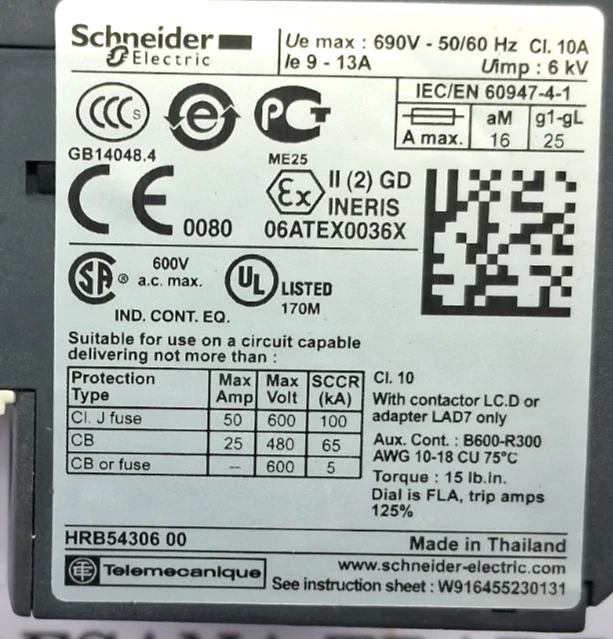 Schneider Electric
Ue max : 690V - 50/60 Hz Cl. 10A
Ie 9 - 13A Uimp : 6 kV
CCC S
GB14048.4
e
PCT
ME25
IEC/EN 60947-4-1
aM g1-gL
A max. 16 25
CE 0080
Ex II (2) GD
INERIS
06ATEX0036X
SA ® 600V
a.c. max.
UL LISTED
170M
IND. CONT. EQ.
Suitable for use on a circuit capable
delivering not more than :
Protection Type Max Amp Max Volt SCCR (kA)
Cl. J fuse 50 600 100
CB 25 480 65
CB or fuse -- 600 5
Cl. 10
With contactor LC.D or
adapter LAD7 only
Aux. Cont. : B600-R300
AWG 10-18 CU 75°C
Torque : 15 lb.in.
Dial is FLA, trip amps
125%
HRB54306 00 Made in Thailand
Telemecanique
www.schneider-electric.com
See instruction sheet : W916455230131